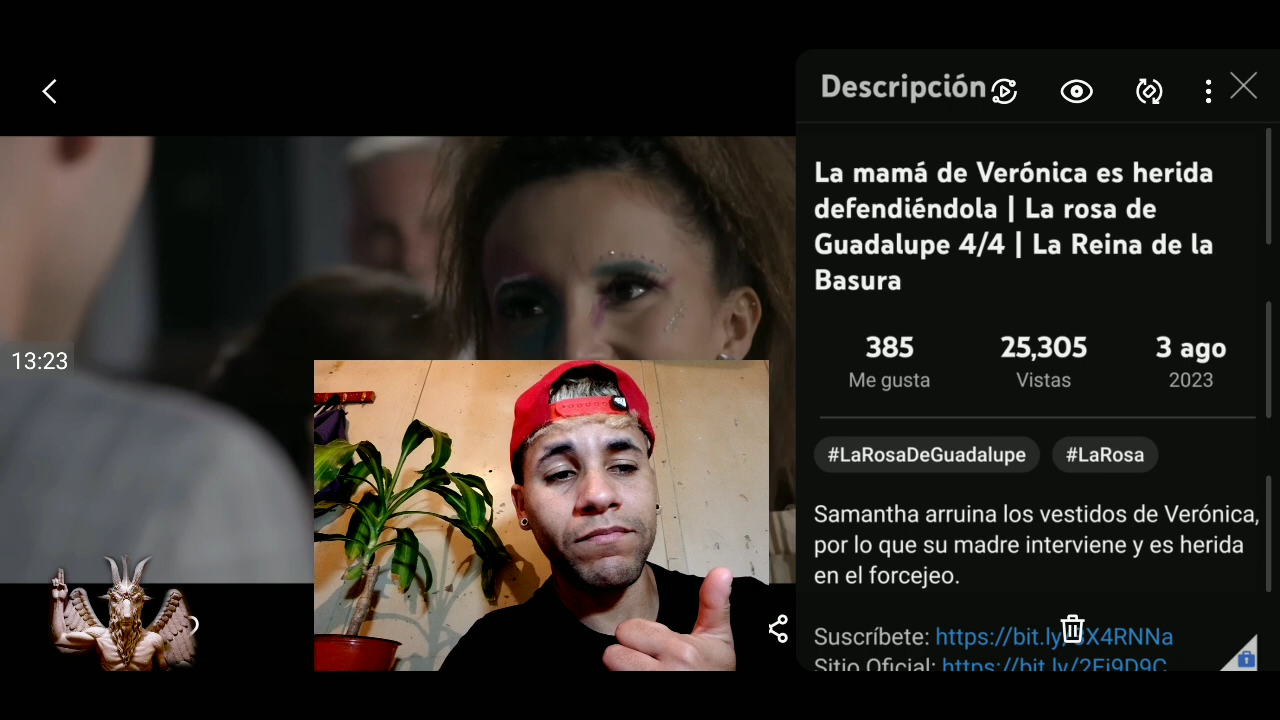 Descripción
La mamá de Verónica es herida
defendiéndola | La rosa de
Guadalupe 4/4 | La Reina de la
Basura
13:23
385
25,305
3 ago
Me gusta
Vistas
2023
#LaRosaDeGuadalupe
#LaRosa
Samantha arruina los vestidos de Verónica,
por lo que su madre interviene y es herida
en el forcejeo.
Suscríbete:
Sitio Oficial: